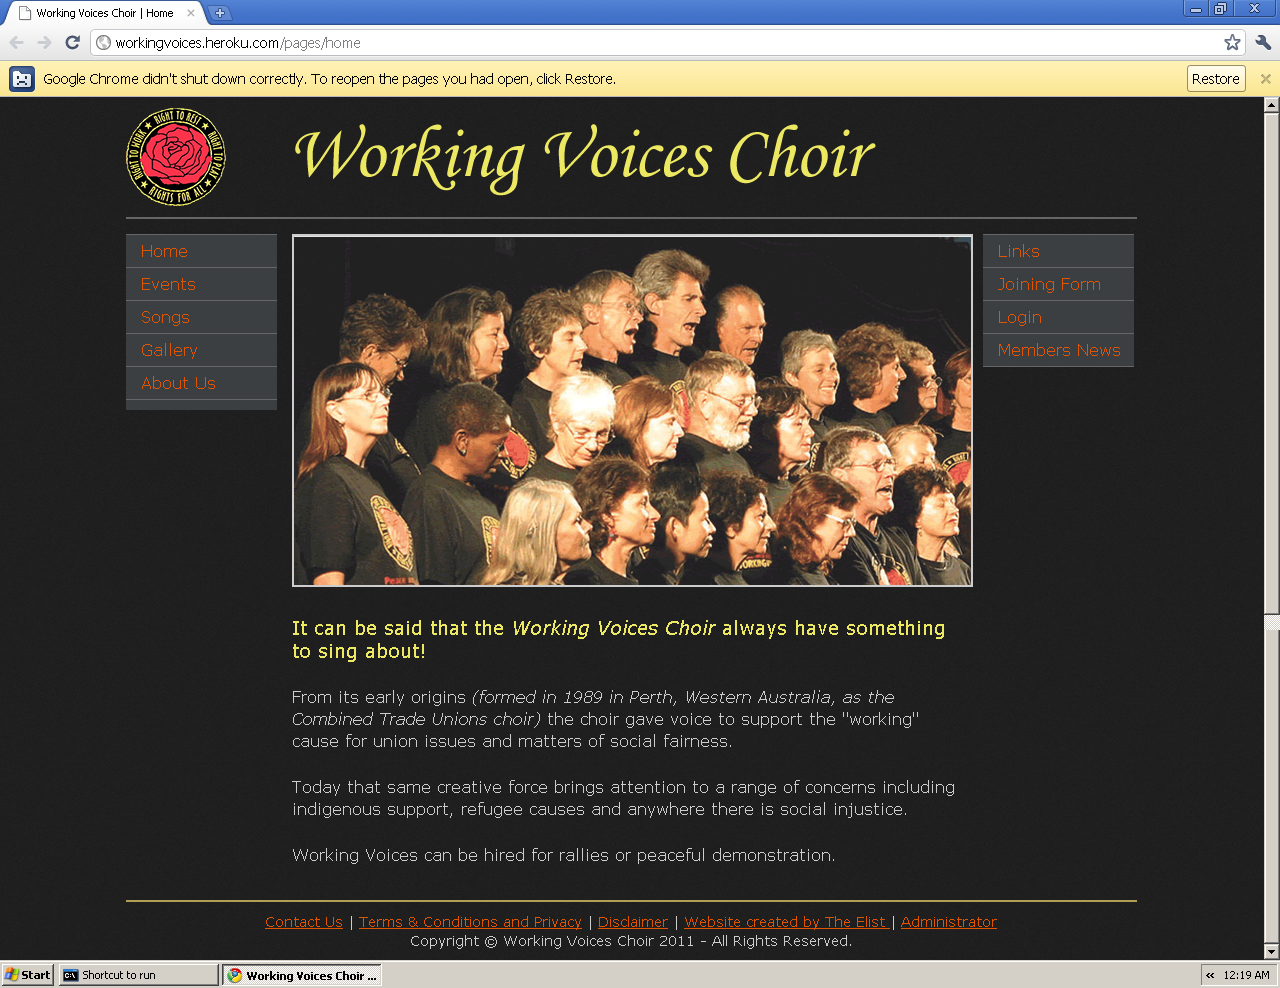 Working Voices Choir | Home
workingvoices.heroku.com/pages/home
Google Chrome didn't shut down correctly. To reopen the pages you had open, click Restore.
Restore
RIGHT TO WORK ★ RIGHT TO REST ★ RIGHT TO PLAY ★ RIGHTS FOR ALL ★
Working Voices Choir
Home
Events
Songs
Gallery
About Us
Links
Joining Form
Login
Members News
It can be said that the Working Voices Choir always have something
to sing about!
From its early origins (formed in 1989 in Perth, Western Australia, as the
Combined Trade Unions choir) the choir gave voice to support the "working"
cause for union issues and matters of social fairness.
Today that same creative force brings attention to a range of concerns including
indigenous support, refugee causes and anywhere there is social injustice.
Working Voices can be hired for rallies or peaceful demonstration.
Contact Us | Terms & Conditions and Privacy | Disclaimer | Website created by The Elist | Administrator
Copyright © Working Voices Choir 2011 - All Rights Reserved.
Start
Shortcut to run
Working Voices Choir ...
12:19 AM